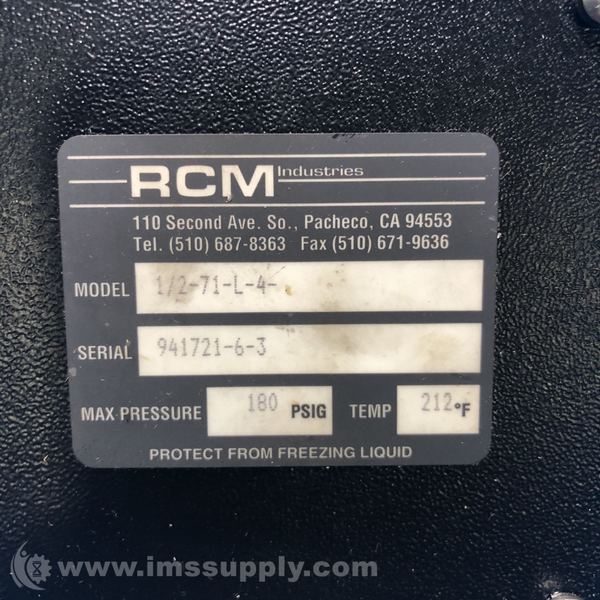 RCM Industries
110 Second Ave. So., Pacheco, CA 94553
Tel. (510) 687-8363 Fax (510) 671-9636
MODEL 1/2-71-L-4-
SERIAL 941721-6-3
MAX PRESSURE 180 PSIG TEMP 212°F
PROTECT FROM FREEZING LIQUID
www.imssupply.com